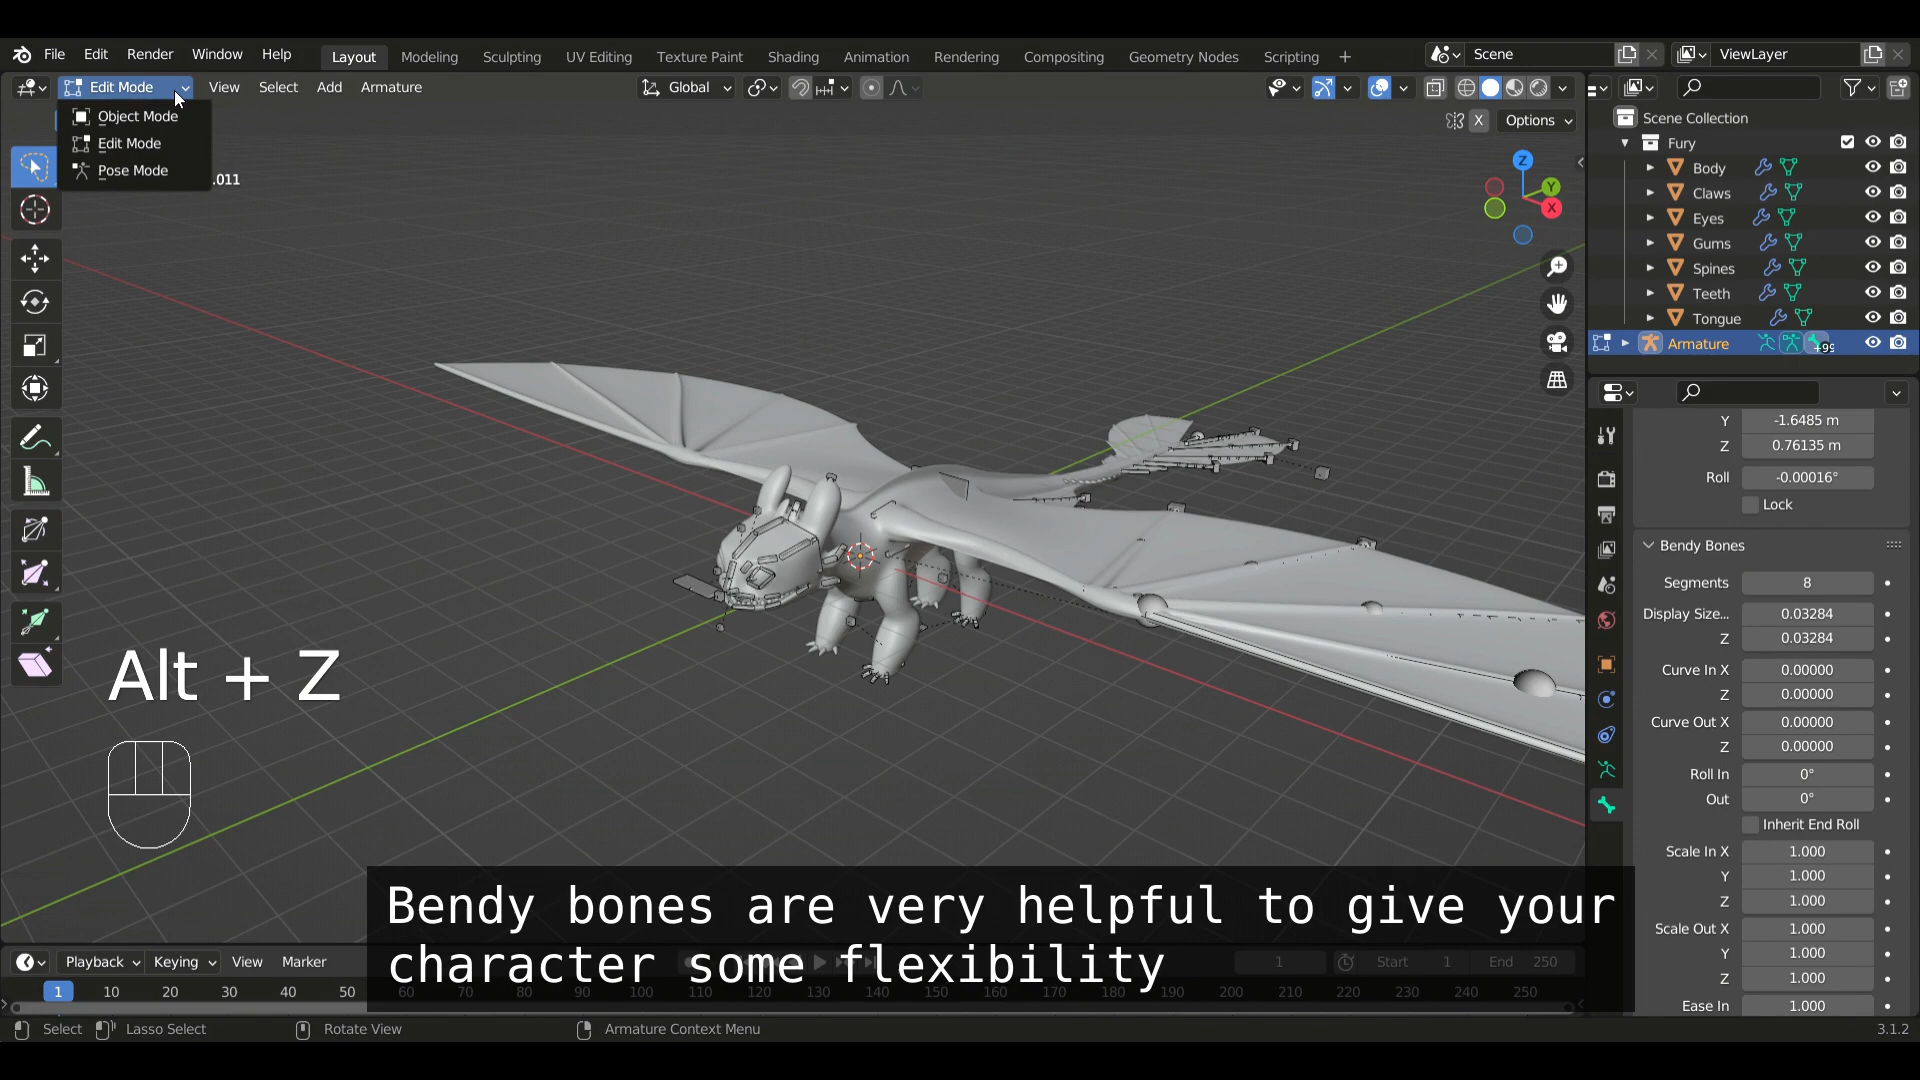 File Edit Render Window Help Layout Modeling Sculpting UV Editing Texture Paint Shading Animation Rendering Compositing Geometry Nodes Scripting + Scene ViewLayer
Edit Mode View Select Add Armature Global
Object Mode
Edit Mode
Pose Mode
.011
X Options
Z
Y
X
Scene Collection
Fury
Body
Claws
Eyes
Gums
Spines
Teeth
Tongue
Armature +99
Y -1.6485 m
Z 0.76135 m
Roll -0.00016°
Lock
Bendy Bones
Segments 8
Display Size... 0.03284
Z 0.03284
Curve In X 0.00000
Z 0.00000
Curve Out X 0.00000
Z 0.00000
Roll In 0°
Out 0°
Inherit End Roll
Scale In X 1.000
Y 1.000
Z 1.000
Scale Out X 1.000
Y 1.000
Z 1.000
Ease In 1.000
Alt + Z
Bendy bones are very helpful to give your
character some flexibility
Playback Keying View Marker 1 Start 1 End 250
1 10 20 30 40 50 60 70 80 90 100 110 120 130 140 150 160 170 180 190 200 210 220 230 240 250
Select Lasso Select Rotate View Armature Context Menu 3.1.2